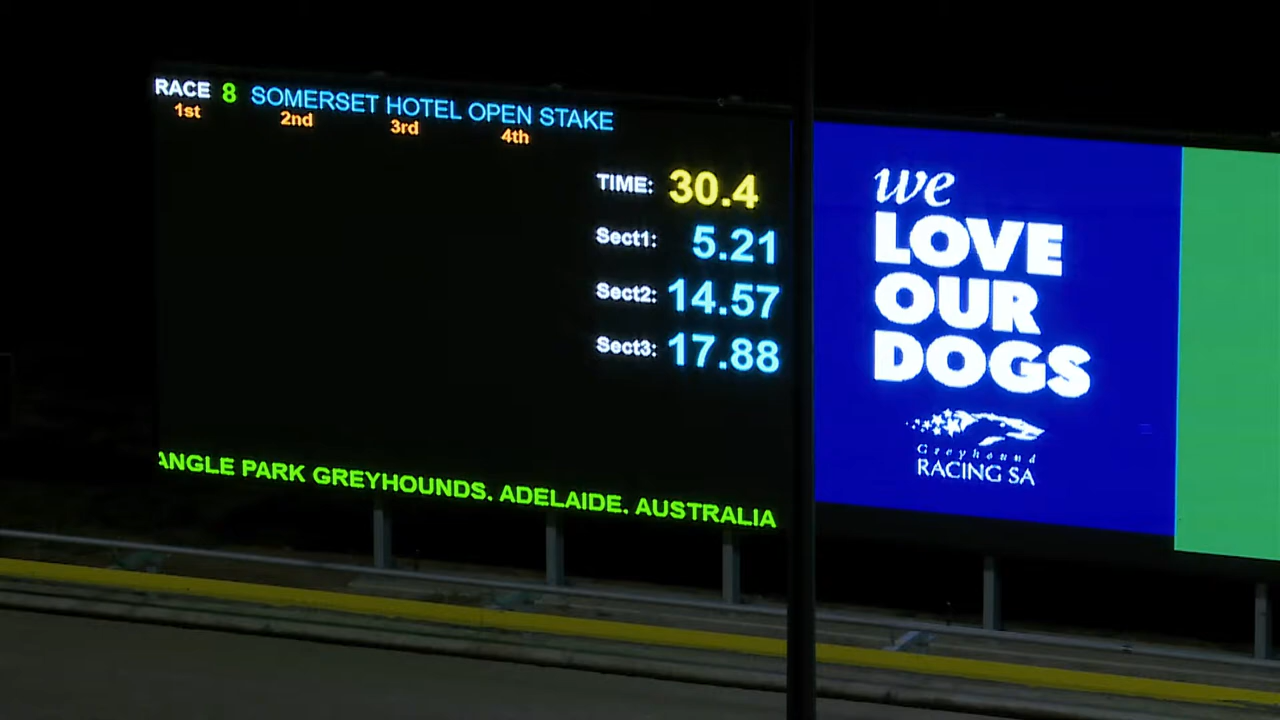 RACE 8 SOMERSET HOTEL OPEN STAKE
1st 2nd 3rd 4th
TIME: 30.4
Sect1: 5.21
Sect2: 14.57
Sect3: 17.88
ANGLE PARK GREYHOUNDS. ADELAIDE. AUSTRALIA
we
LOVE
OUR
DOGS
Greyhound
RACING SA